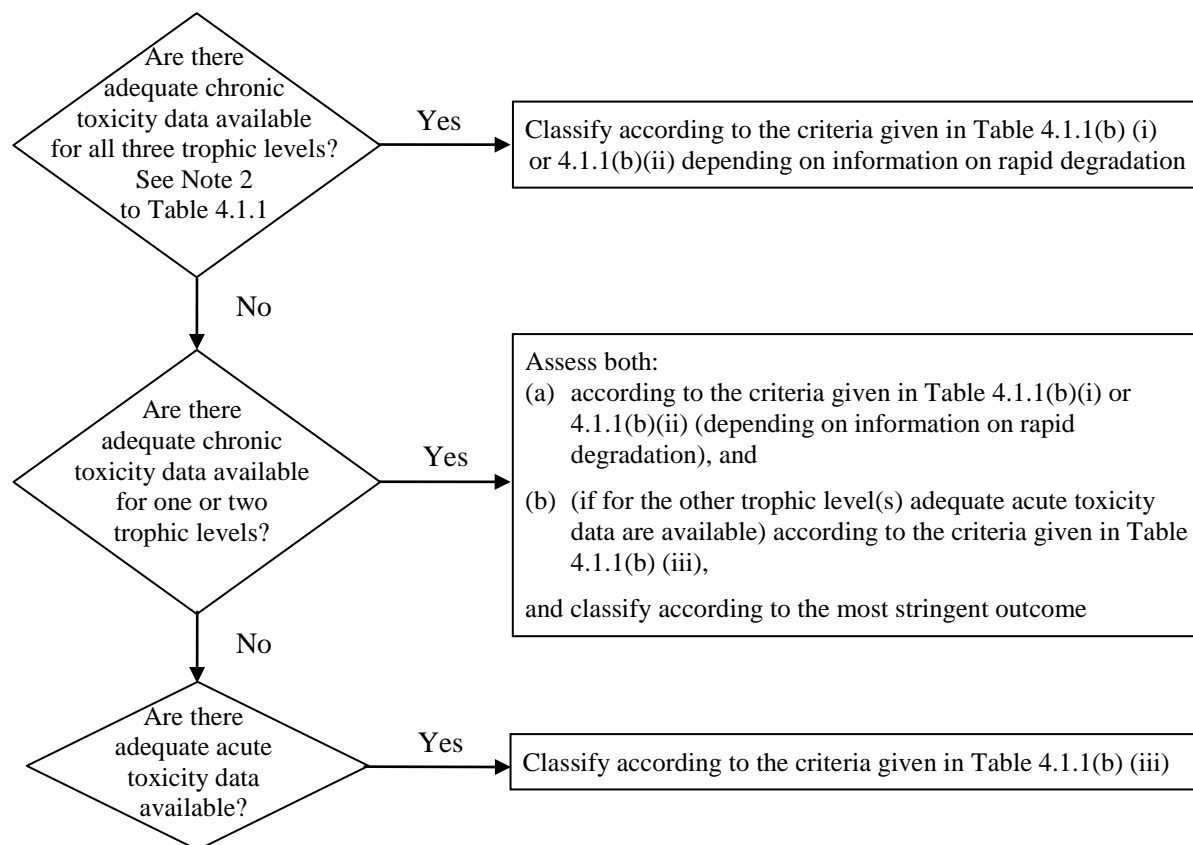 Are there
adequate chronic
toxicity data available
for all three trophic levels?
See Note 2
to Table 4.1.1
Yes
Classify according to the criteria given in Table 4.1.1(b) (i)
or 4.1.1(b)(ii) depending on information on rapid degradation
No
Are there
adequate chronic
toxicity data available
for one or two
trophic levels?
Yes
Assess both:
(a) according to the criteria given in Table 4.1.1(b)(i) or
4.1.1(b)(ii) (depending on information on rapid
degradation), and
(b) (if for the other trophic level(s) adequate acute toxicity
data are available) according to the criteria given in Table
4.1.1(b) (iii),
and classify according to the most stringent outcome
No
Are there
adequate acute
toxicity data
available?
Yes
Classify according to the criteria given in Table 4.1.1(b) (iii)